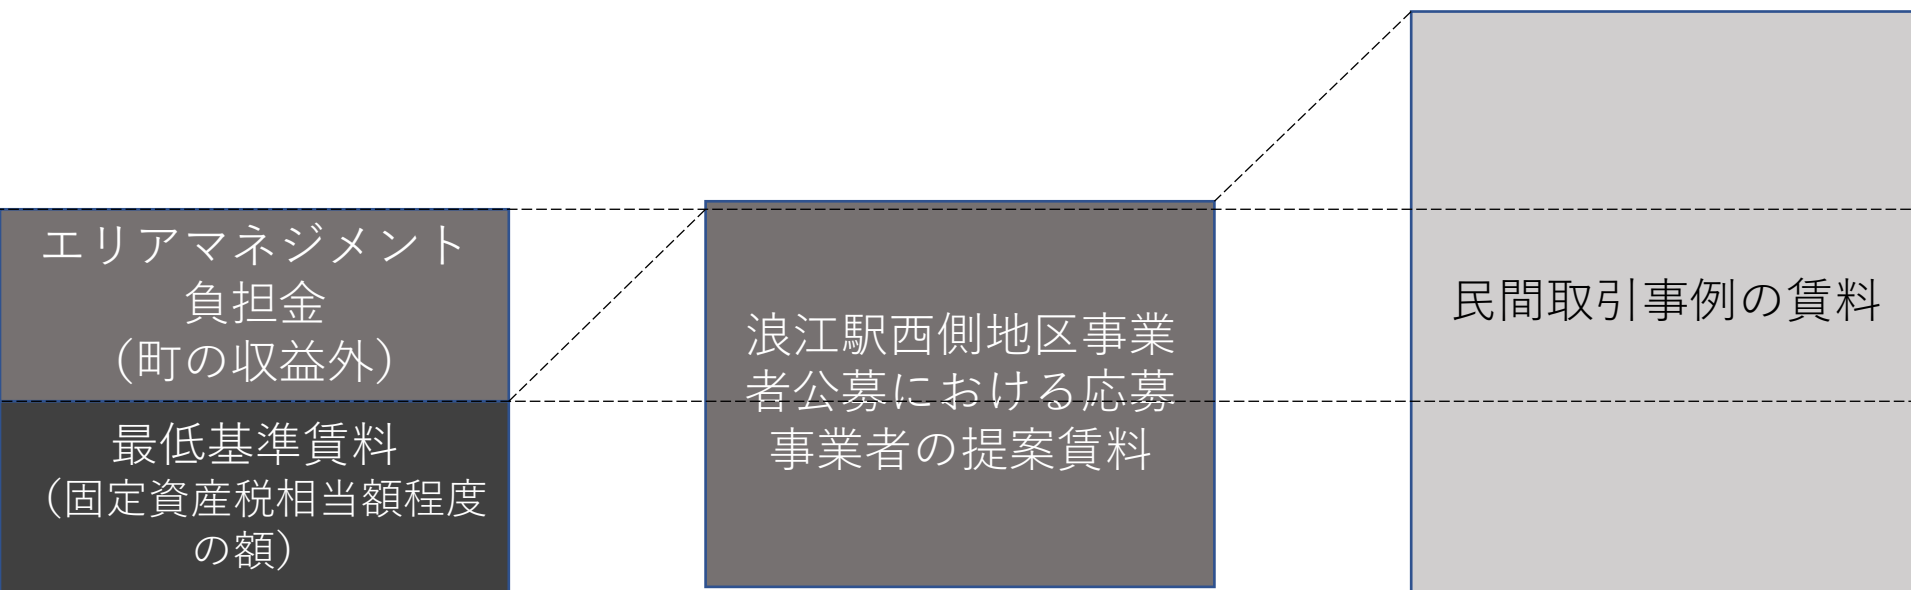 エリアマネジメント
負担金
（町の収益外）
最低基準賃料
（固定資産税相当額程度
の額）
浪江駅西側地区事業
者公募における応募
事業者の提案賃料
民間取引事例の賃料